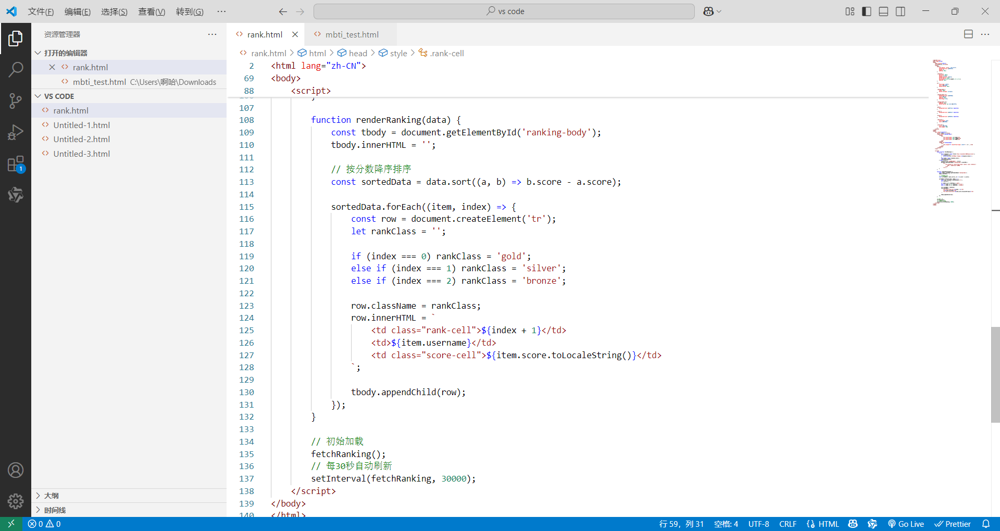 文件(F) 编辑(E) 选择(S) 查看(V) 转到(G) ···
vs code
资源管理器
打开的编辑器
rank.html
mbti_test.html C:\Users\啊哈\Downloads
VS CODE
rank.html
Untitled-1.html
Untitled-2.html
Untitled-3.html
1
大纲
时间线
rank.html
mbti_test.html
rank.html > html > head > style > .rank-cell
2 <html lang="zh-CN">
69 <body>
88 <script>
107
108 function renderRanking(data) {
109 const tbody = document.getElementById('ranking-body');
110 tbody.innerHTML = '';
111
112 // 按分数降序排序
113 const sortedData = data.sort((a, b) => b.score - a.score);
114
115 sortedData.forEach((item, index) => {
116 const row = document.createElement('tr');
117 let rankClass = '';
118
119 if (index === 0) rankClass = 'gold';
120 else if (index === 1) rankClass = 'silver';
121 else if (index === 2) rankClass = 'bronze';
122
123 row.className = rankClass;
124 row.innerHTML = `
125 <td class="rank-cell">${index + 1}</td>
126 <td>${item.username}</td>
127 <td class="score-cell">${item.score.toLocaleString()}</td>
128 `;
129
130 tbody.appendChild(row);
131 });
132 }
133
134 // 初始加载
135 fetchRanking();
136 // 每30秒自动刷新
137 setInterval(fetchRanking, 30000);
138 </script>
139 </body>
140 </html>
0 0
行 59，列 31 空格: 4 UTF-8 CRLF HTML Go Live Prettier